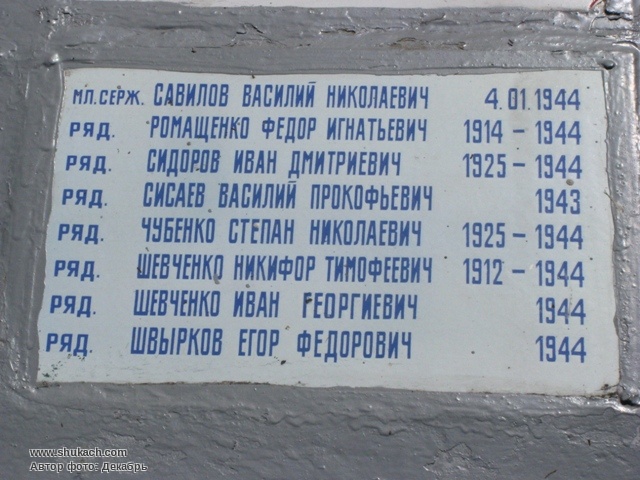 МЛ. СЕРЖ. САВИЛОВ ВАСИЛИЙ НИКОЛАЕВИЧ 4.01.1944
РЯД. РОМАЩЕНКО ФЕДОР ИГНАТЬЕВИЧ 1914 – 1944
РЯД. СИДОРОВ ИВАН ДМИТРИЕВИЧ 1925 – 1944
РЯД. СИСАЕВ ВАСИЛИЙ ПРОКОФЬЕВИЧ 1943
РЯД. ЧУБЕНКО СТЕПАН НИКОЛАЕВИЧ 1925 – 1944
РЯД. ШЕВЧЕНКО НИКИФОР ТИМОФЕЕВИЧ 1912 – 1944
РЯД. ШЕВЧЕНКО ИВАН ГЕОРГИЕВИЧ 1944
РЯД. ШВЫРКОВ ЕГОР ФЕДОРОВИЧ 1944
www.shukach.com
Автор фото: Декабрь